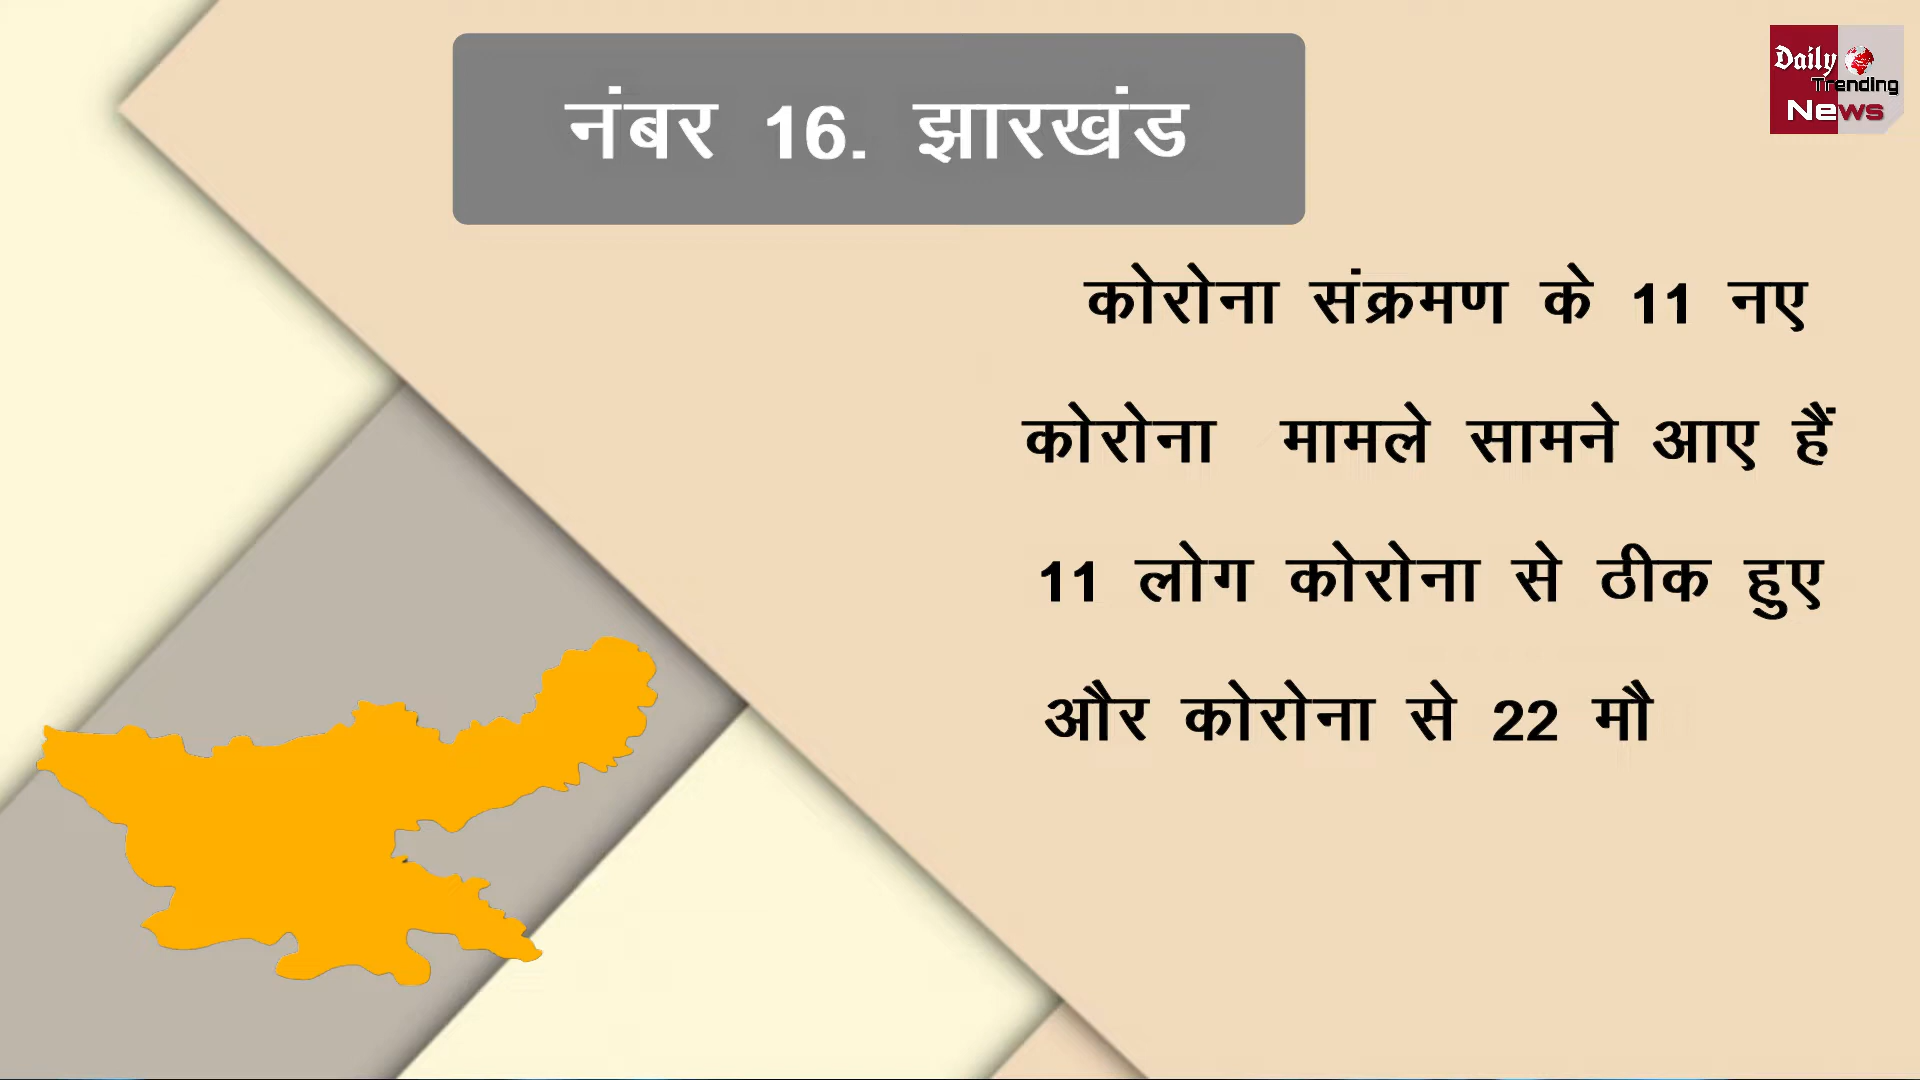 Daily
Trending
News
नंबर 16. झारखंड
कोरोना संक्रमण के 11 नए
कोरोना मामले सामने आए हैं
11 लोग कोरोना से ठीक हुए
और कोरोना से 22 मौ